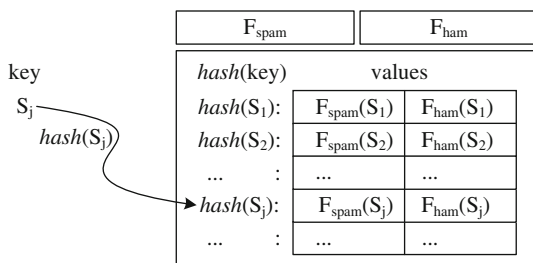 F_spam F_ham
key hash(key) values
S_j hash(S_1): F_spam(S_1) F_ham(S_1)
hash(S_j) hash(S_2): F_spam(S_2) F_ham(S_2)
... : ... ...
hash(S_j): F_spam(S_j) F_ham(S_j)
... : ... ...